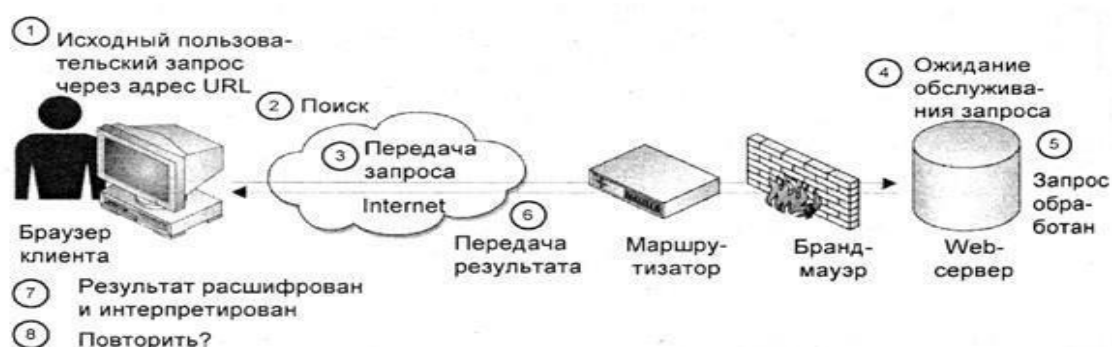 1 Исходный пользова-
тельский запрос
через адрес URL
2 Поиск
3 Передача
запроса
Internet
4 Ожидание
обслужива-
ния запроса
5
Запрос
обра-
ботан
6
Передача
результата
Браузер
клиента
Маршру-
тизатор
Бранд-
мауэр
Web-
сервер
7 Результат расшифрован
и интерпретирован
8 Повторить?